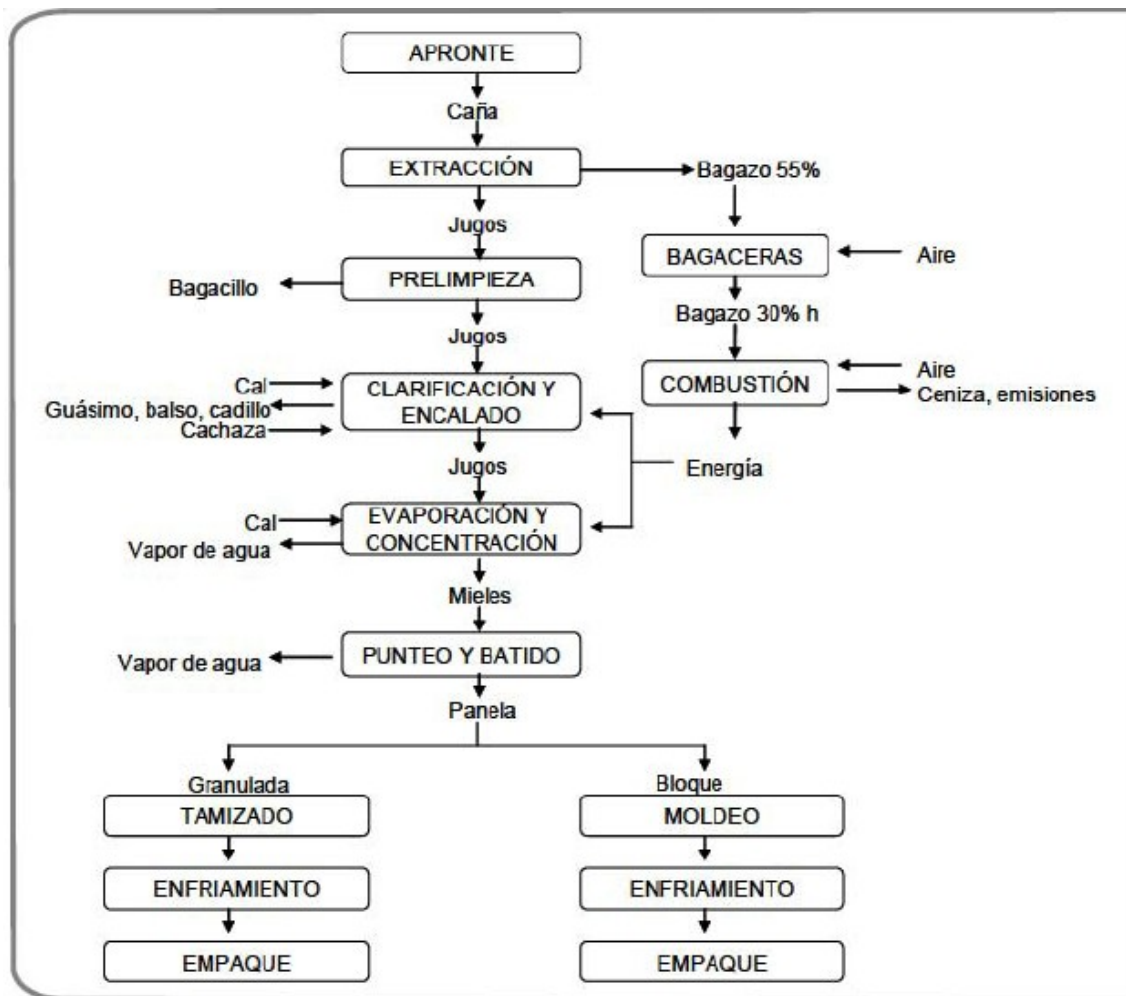 APRONTE
Caña
EXTRACCIÓN
Bagazo 55%
Jugos
BAGACERAS
Aire
Bagacillo
PRELIMPIEZA
Bagazo 30% h
Jugos
Cal
CLARIFICACIÓN Y
ENCALADO
Guásimo, balso, cadillo
Cachaza
COMBUSTIÓN
Aire
Ceniza, emisiones
Jugos
Energía
Cal
EVAPORACIÓN Y
CONCENTRACIÓN
Vapor de agua
Mieles
Vapor de agua
PUNTEO Y BATIDO
Panela
Granulada
Bloque
TAMIZADO
MOLDEO
ENFRIAMIENTO
ENFRIAMIENTO
EMPAQUE
EMPAQUE